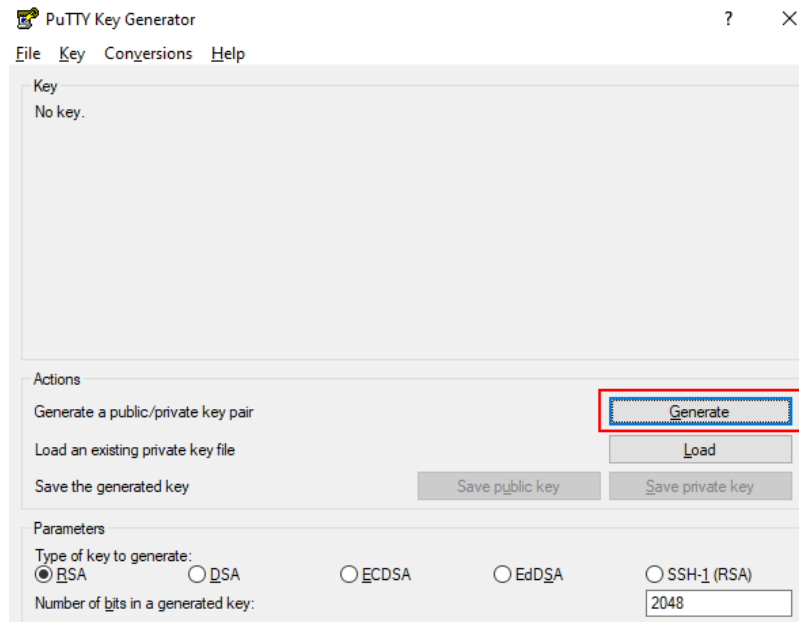 PuTTY Key Generator ? ×
File Key Conversions Help
Key
No key.
Actions
Generate a public/private key pair Generate
Load an existing private key file Load
Save the generated key Save public key Save private key
Parameters
Type of key to generate:
RSA DSA ECDSA EdDSA SSH-1 (RSA)
Number of bits in a generated key: 2048